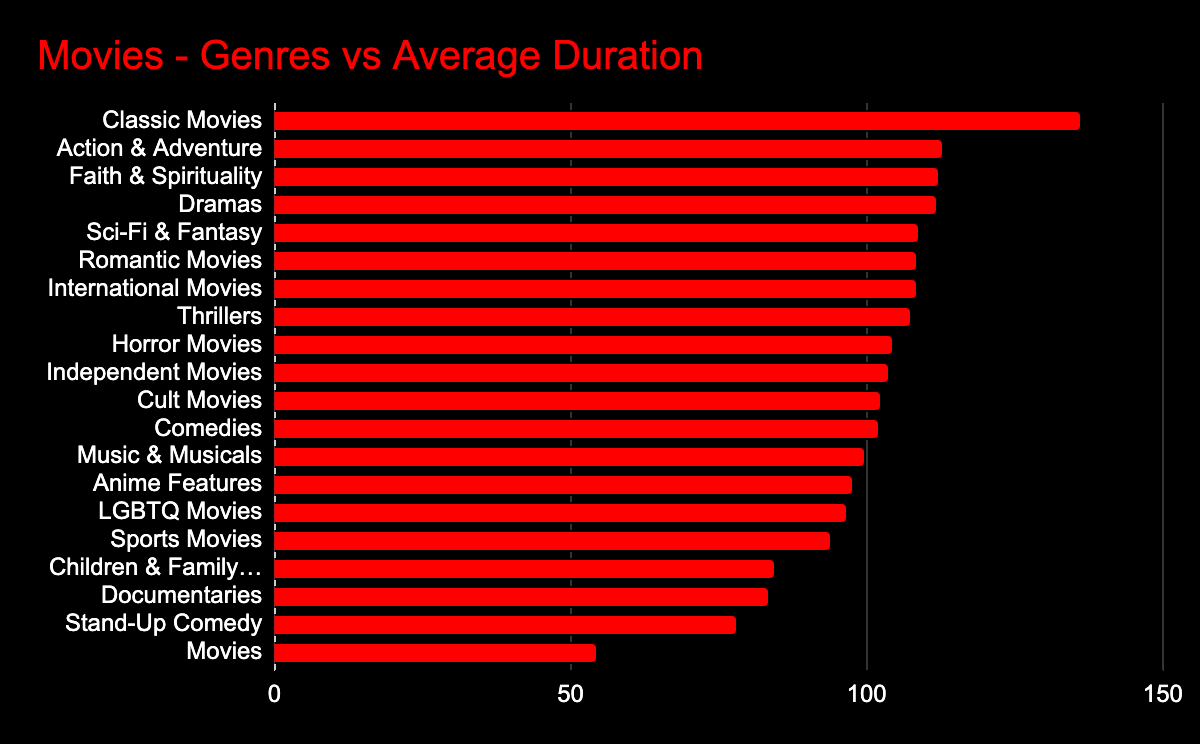 Movies - Genres vs Average Duration
Classic Movies
Action & Adventure
Faith & Spirituality
Dramas
Sci-Fi & Fantasy
Romantic Movies
International Movies
Thrillers
Horror Movies
Independent Movies
Cult Movies
Comedies
Music & Musicals
Anime Features
LGBTQ Movies
Sports Movies
Children & Family…
Documentaries
Stand-Up Comedy
Movies
0 50 100 150